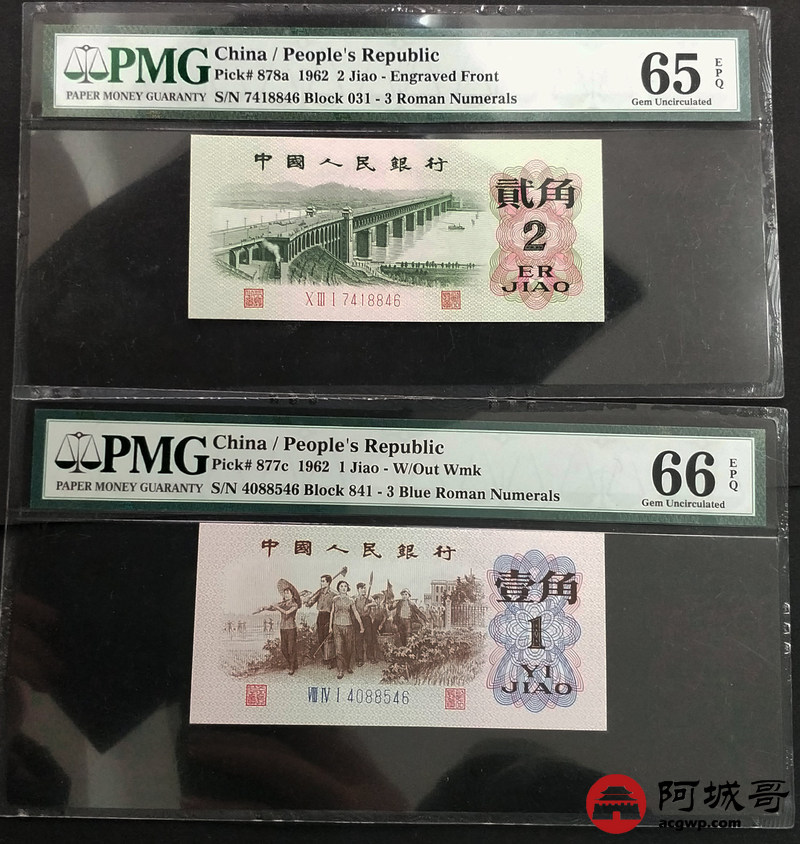 PMG
PAPER MONEY GUARANTY
China / People's Republic
Pick# 878a 1962 2 Jiao - Engraved Front
S/N 7418846 Block 031 - 3 Roman Numerals
65 EPQ
Gem Uncirculated
中國人民銀行
貳角
2
ER
JIAO
XⅢⅠ7418846
PMG
PAPER MONEY GUARANTY
China / People's Republic
Pick# 877c 1962 1 Jiao - W/Out Wmk
S/N 4088546 Block 841 - 3 Blue Roman Numerals
66 EPQ
Gem Uncirculated
中國人民銀行
壹角
1
YI
JIAO
ⅧⅣⅠ4088546
阿城哥
acgwp.com